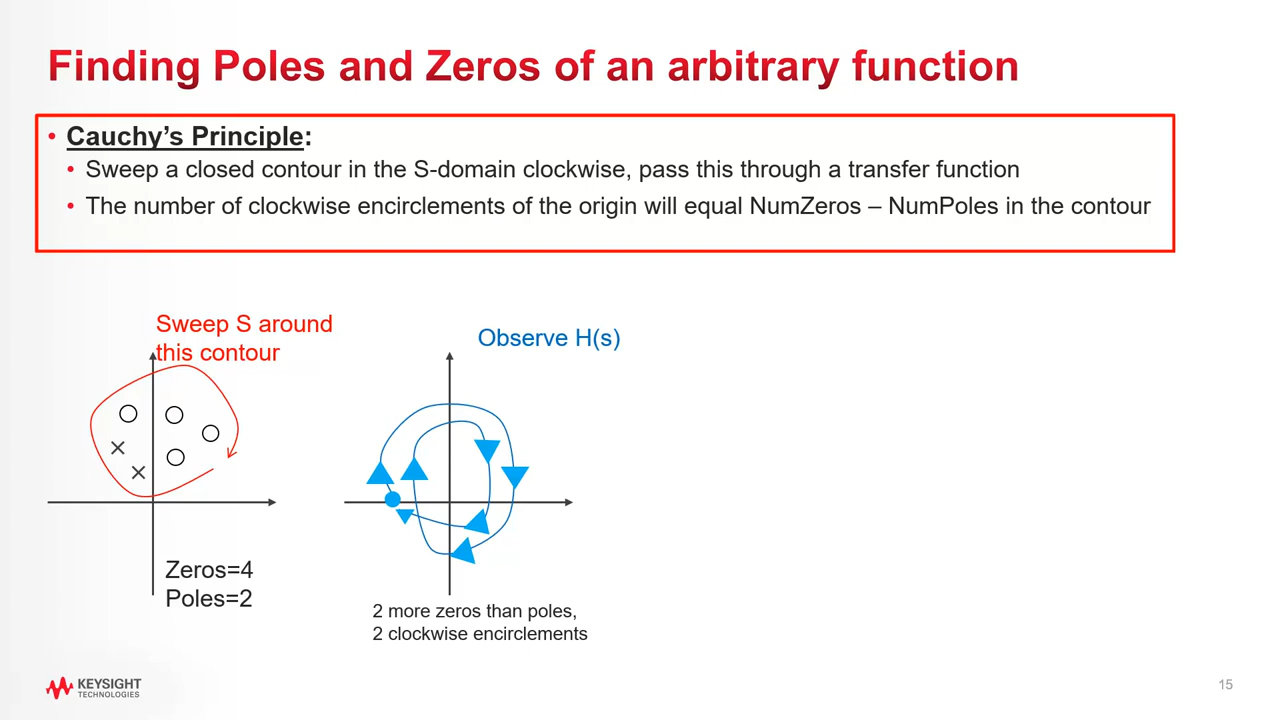 Finding Poles and Zeros of an arbitrary function
• Cauchy’s Principle:
• Sweep a closed contour in the S-domain clockwise, pass this through a transfer function
• The number of clockwise encirclements of the origin will equal NumZeros – NumPoles in the contour
Sweep S around
this contour
Observe H(s)
Zeros=4
Poles=2
2 more zeros than poles,
2 clockwise encirclements
KEYSIGHT
TECHNOLOGIES
15